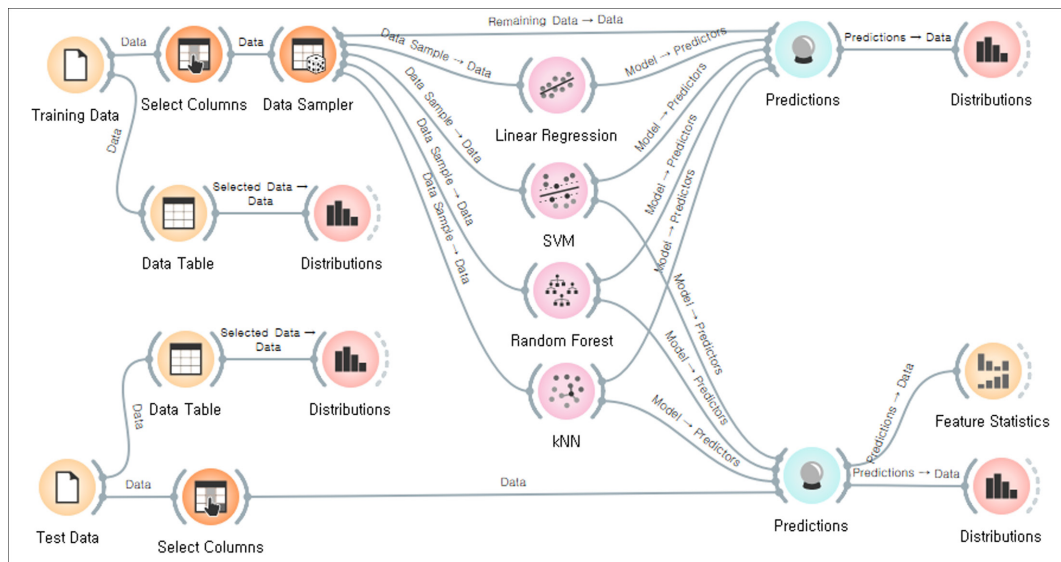 Remaining Data → Data
Data
Data
Data Sample → Data
Model → Predictors
Predictions → Data
Training Data
Select Columns
Data Sampler
Predictions
Distributions
Data Sample → Data
Linear Regression
Model → Predictors
Data
Data Sample → Data
Model → Predictors
Data Sample → Data
Model → Predictors
Selected Data →
Data
SVM
Data Table
Distributions
Model → Predictors
Random Forest
Selected Data →
Data
Model → Predictors
Data
Data Table
Distributions
kNN
Model → Predictors
Predictions → Data
Feature Statistics
Data
Data
Predictions → Data
Test Data
Select Columns
Predictions
Distributions